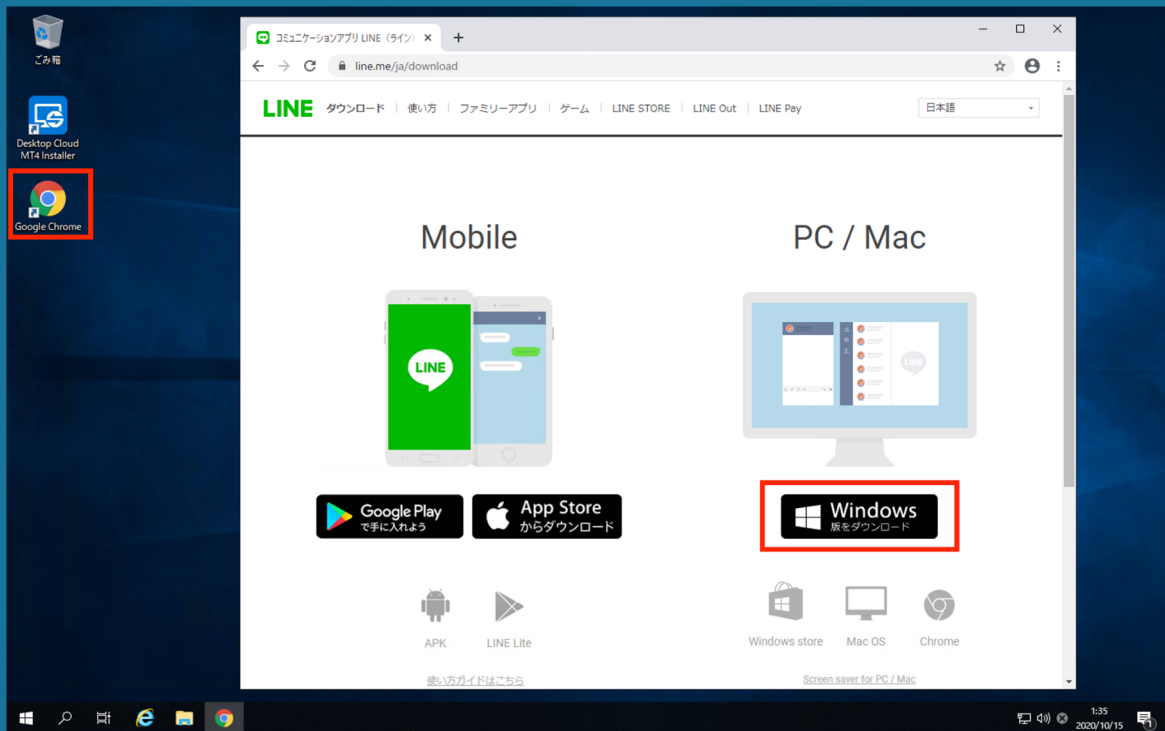 ごみ箱
Desktop Cloud
MT4 Installer
Google Chrome
コミュニケーションアプリ LINE（ライン）
line.me/ja/download
LINE ダウンロード 使い方 ファミリーアプリ ゲーム LINE STORE LINE Out LINE Pay 日本語
Mobile
PC / Mac
LINE
LINE
Google Play
で手に入れよう
App Store
からダウンロード
Windows
版をダウンロード
APK
LINE Lite
Windows store
Mac OS
Chrome
使い方ガイドはこちら
Screen saver for PC / Mac
1:35
2020/10/15
1